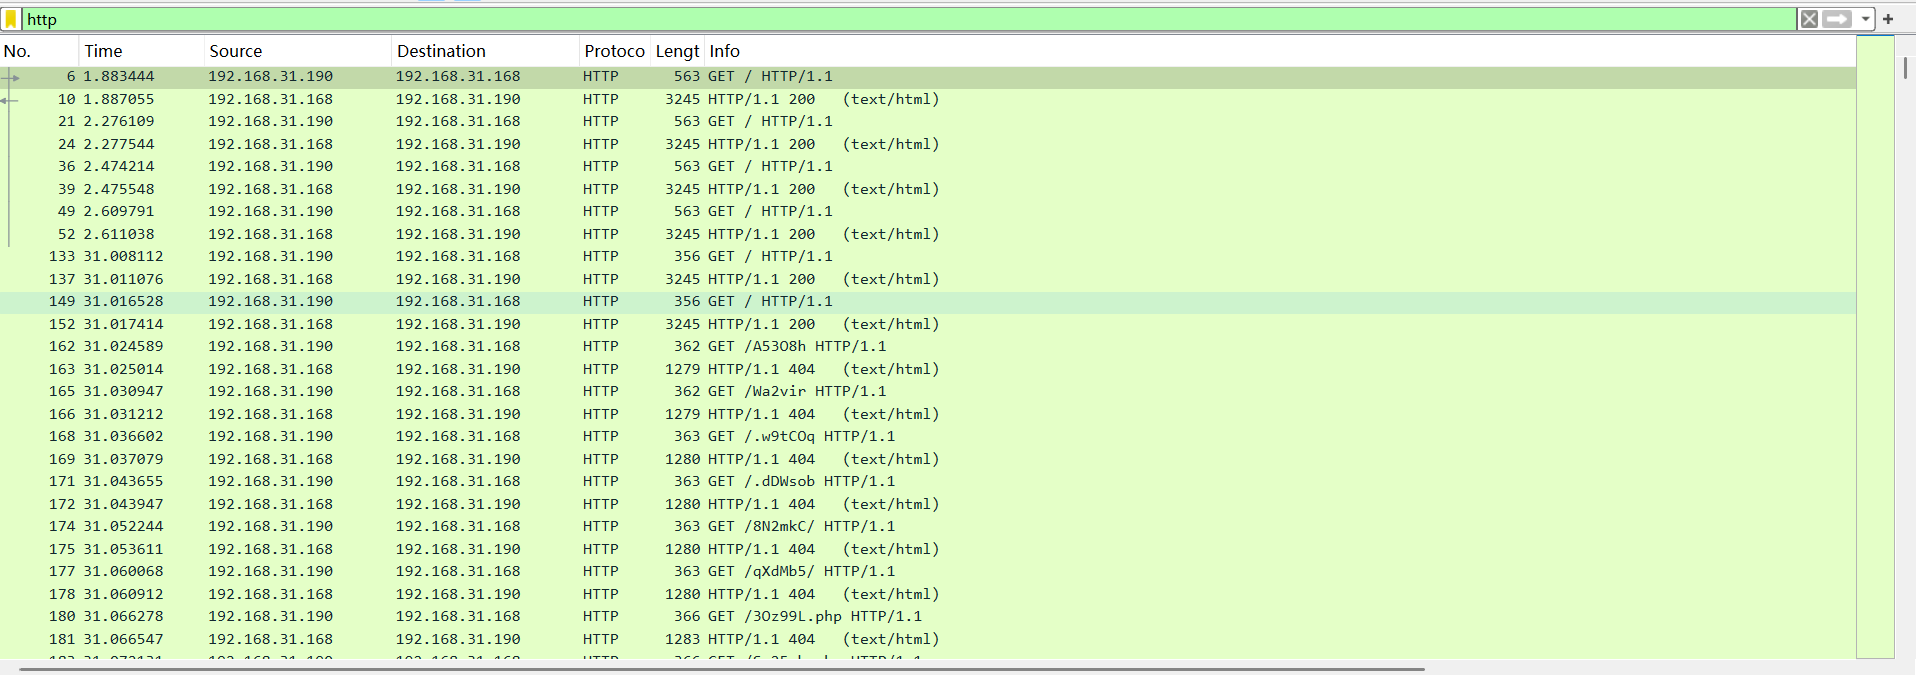 http
No. Time Source Destination Protoco Lengt Info
6 1.883444 192.168.31.190 192.168.31.168 HTTP 563 GET / HTTP/1.1
10 1.887055 192.168.31.168 192.168.31.190 HTTP 3245 HTTP/1.1 200 (text/html)
21 2.276109 192.168.31.190 192.168.31.168 HTTP 563 GET / HTTP/1.1
24 2.277544 192.168.31.168 192.168.31.190 HTTP 3245 HTTP/1.1 200 (text/html)
36 2.474214 192.168.31.190 192.168.31.168 HTTP 563 GET / HTTP/1.1
39 2.475548 192.168.31.168 192.168.31.190 HTTP 3245 HTTP/1.1 200 (text/html)
49 2.609791 192.168.31.190 192.168.31.168 HTTP 563 GET / HTTP/1.1
52 2.611038 192.168.31.168 192.168.31.190 HTTP 3245 HTTP/1.1 200 (text/html)
133 31.008112 192.168.31.190 192.168.31.168 HTTP 356 GET / HTTP/1.1
137 31.011076 192.168.31.168 192.168.31.190 HTTP 3245 HTTP/1.1 200 (text/html)
149 31.016528 192.168.31.190 192.168.31.168 HTTP 356 GET / HTTP/1.1
152 31.017414 192.168.31.168 192.168.31.190 HTTP 3245 HTTP/1.1 200 (text/html)
162 31.024589 192.168.31.190 192.168.31.168 HTTP 362 GET /A53O8h HTTP/1.1
163 31.025014 192.168.31.168 192.168.31.190 HTTP 1279 HTTP/1.1 404 (text/html)
165 31.030947 192.168.31.190 192.168.31.168 HTTP 362 GET /Wa2vir HTTP/1.1
166 31.031212 192.168.31.168 192.168.31.190 HTTP 1279 HTTP/1.1 404 (text/html)
168 31.036602 192.168.31.190 192.168.31.168 HTTP 363 GET /.w9tCOq HTTP/1.1
169 31.037079 192.168.31.168 192.168.31.190 HTTP 1280 HTTP/1.1 404 (text/html)
171 31.043655 192.168.31.190 192.168.31.168 HTTP 363 GET /.dDWsob HTTP/1.1
172 31.043947 192.168.31.168 192.168.31.190 HTTP 1280 HTTP/1.1 404 (text/html)
174 31.052244 192.168.31.190 192.168.31.168 HTTP 363 GET /8N2mkC/ HTTP/1.1
175 31.053611 192.168.31.168 192.168.31.190 HTTP 1280 HTTP/1.1 404 (text/html)
177 31.060068 192.168.31.190 192.168.31.168 HTTP 363 GET /qXdMb5/ HTTP/1.1
178 31.060912 192.168.31.168 192.168.31.190 HTTP 1280 HTTP/1.1 404 (text/html)
180 31.066278 192.168.31.190 192.168.31.168 HTTP 366 GET /3Oz99L.php HTTP/1.1
181 31.066547 192.168.31.168 192.168.31.190 HTTP 1283 HTTP/1.1 404 (text/html)